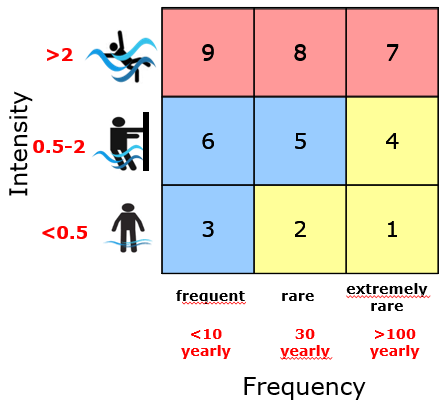 >2
9 8 7
Intensity
0.5-2
6 5 4
<0.5
3 2 1
frequent rare extremely rare
<10 yearly 30 yearly >100 yearly
Frequency